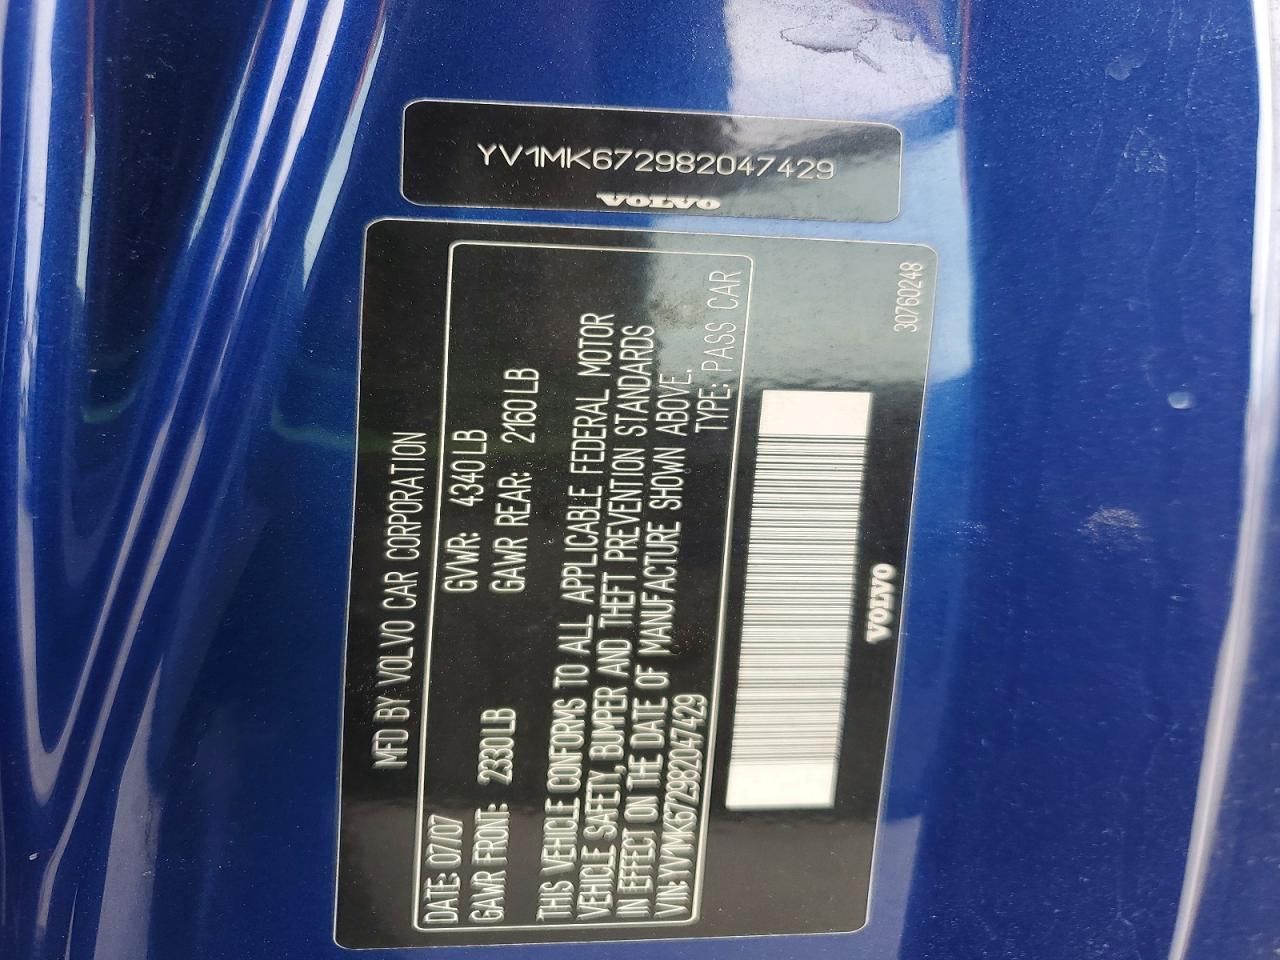 YV1MK672982047429
VOLVO
MFD BY VOLVO CAR CORPORATION
DATE: 07/07 GVWR: 4340 LB
GAWR FRONT: 2330 LB GAWR REAR: 2160 LB
THIS VEHICLE CONFORMS TO ALL APPLICABLE FEDERAL MOTOR
VEHICLE SAFETY, BUMPER AND THEFT PREVENTION STANDARDS
IN EFFECT ON THE DATE OF MANUFACTURE SHOWN ABOVE.
VIN: YV1MK672982047429 TYPE: PASS CAR
VOLVO
30760248